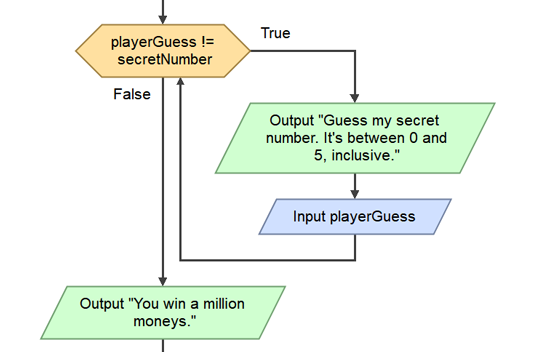 playerGuess !=
secretNumber
True
False
Output "Guess my secret
number. It's between 0 and
5, inclusive."
Input playerGuess
Output "You win a million
moneys."